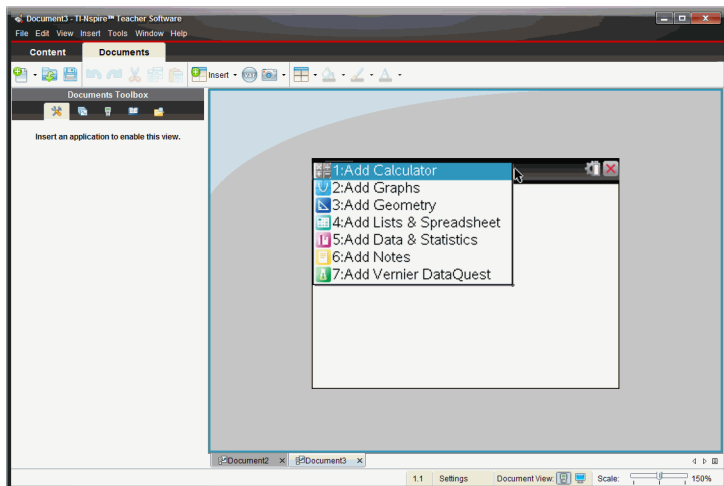 Document3 - TI-Nspire™ Teacher Software
File Edit View Insert Tools Window Help
Content Documents
Insert
Documents Toolbox
Insert an application to enable this view.
1:Add Calculator
2:Add Graphs
3:Add Geometry
4:Add Lists & Spreadsheet
5:Add Data & Statistics
6:Add Notes
7:Add Vernier DataQuest
Document2 Document3
1.1 Settings Document View: Scale: 150%